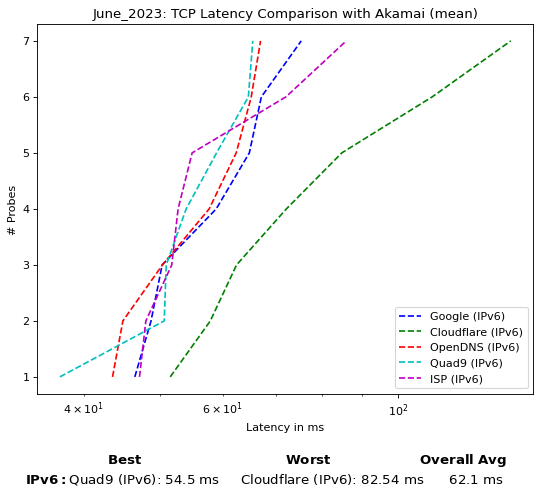 June_2023: TCP Latency Comparison with Akamai (mean)
7
6
5
4
3
2
1
# Probes
4 × 10¹
6 × 10¹
10²
Latency in ms
Google (IPv6)
Cloudflare (IPv6)
OpenDNS (IPv6)
Quad9 (IPv6)
ISP (IPv6)
Best Worst Overall Avg
IPv6: Quad9 (IPv6): 54.5 ms Cloudflare (IPv6): 82.54 ms 62.1 ms